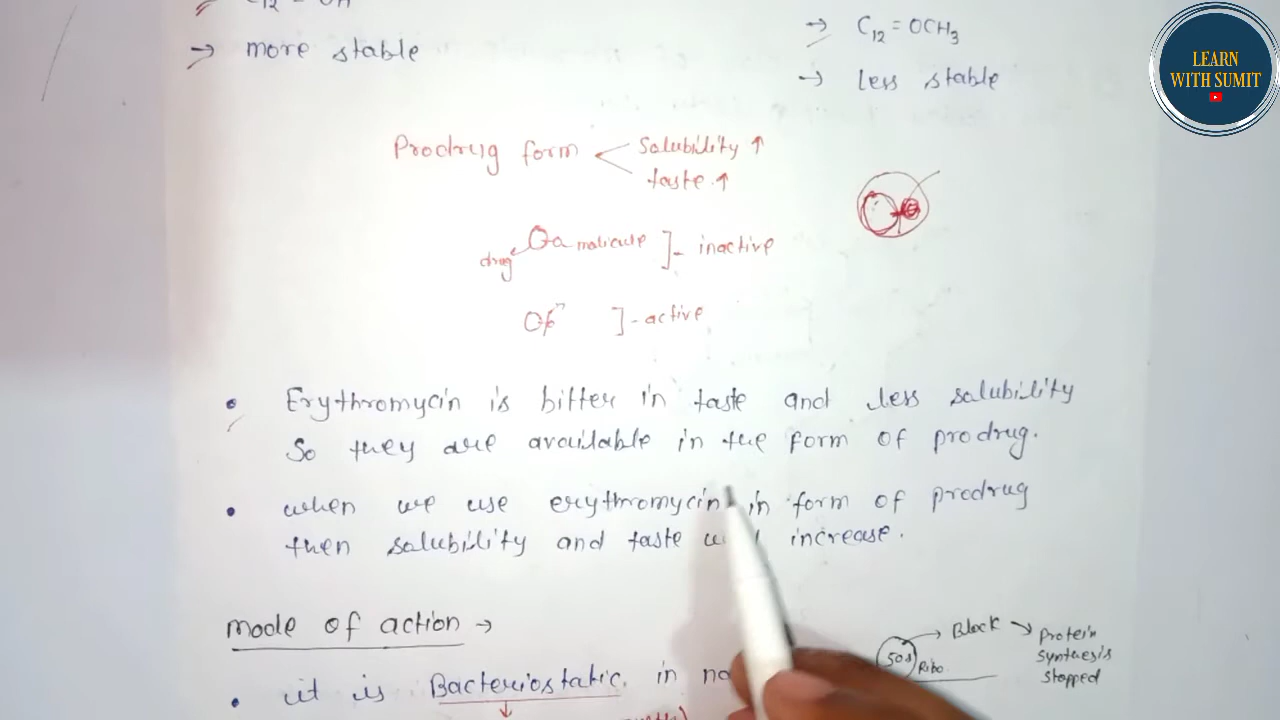 C12 = OH
→ more stable
→ C12 = OCH3
→ less stable
LEARN
WITH SUMIT
Prodrug form
Solubility ↑
taste ↑
drug
molicule ]- inactive
]- active
• Erythromycin is bitter in taste and less solubility
So they are available in the form of prodrug.
• when we use erythromycin in form of prodrug
then solubility and taste increase.
mode of action →
50s Ribo.
→ Block → Protein
Synthesis
Stopped
• it is Bacteriostatic in